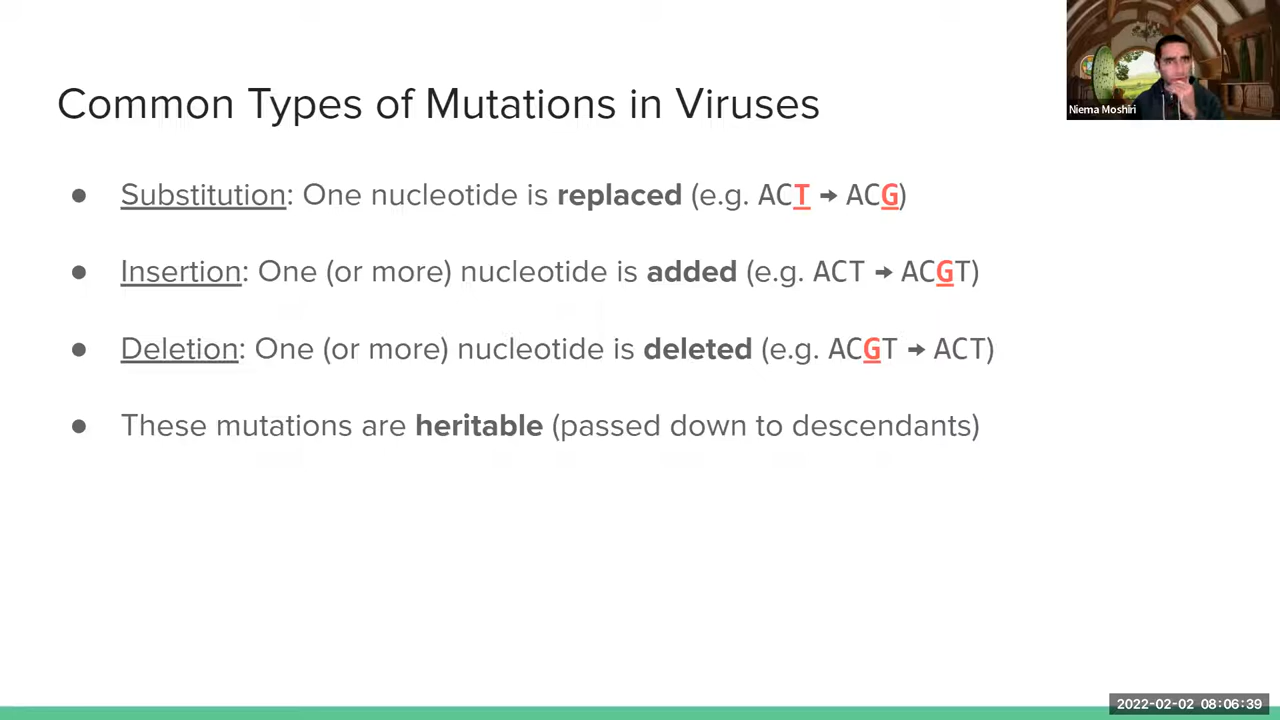 Common Types of Mutations in Viruses
Niema Moshiri
● Substitution: One nucleotide is replaced (e.g. ACT → ACG)
● Insertion: One (or more) nucleotide is added (e.g. ACT → ACGT)
● Deletion: One (or more) nucleotide is deleted (e.g. ACGT → ACT)
● These mutations are heritable (passed down to descendants)
2022-02-02 08:06:39